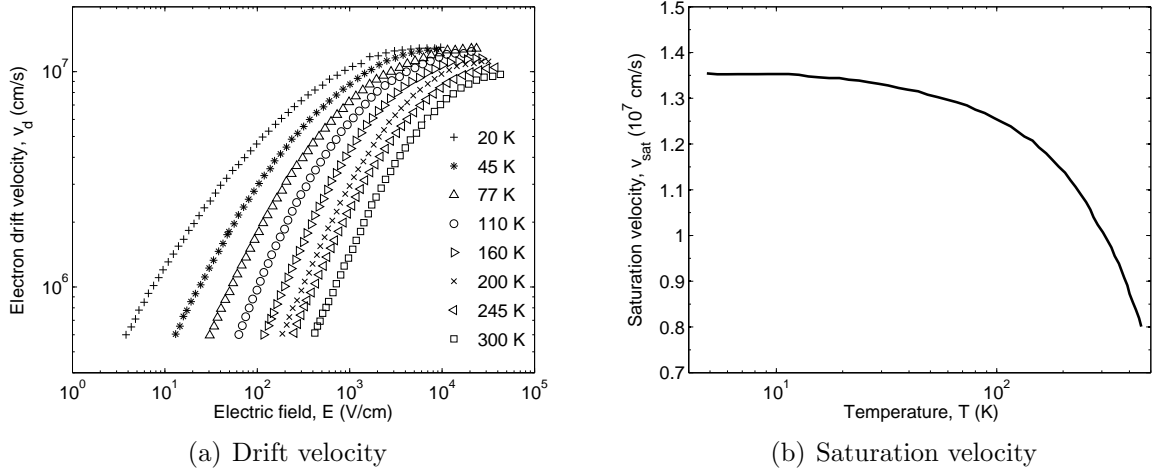 10^7
10^6
Electron drift velocity, v_d (cm/s)
20 K
45 K
77 K
110 K
160 K
200 K
245 K
300 K
10^0 10^1 10^2 10^3 10^4 10^5
Electric field, E (V/cm)
(a) Drift velocity
1.5
1.4
1.3
1.2
1.1
1
0.9
0.8
0.7
Saturation velocity, v_sat (10^7 cm/s)
10^1 10^2
Temperature, T (K)
(b) Saturation velocity